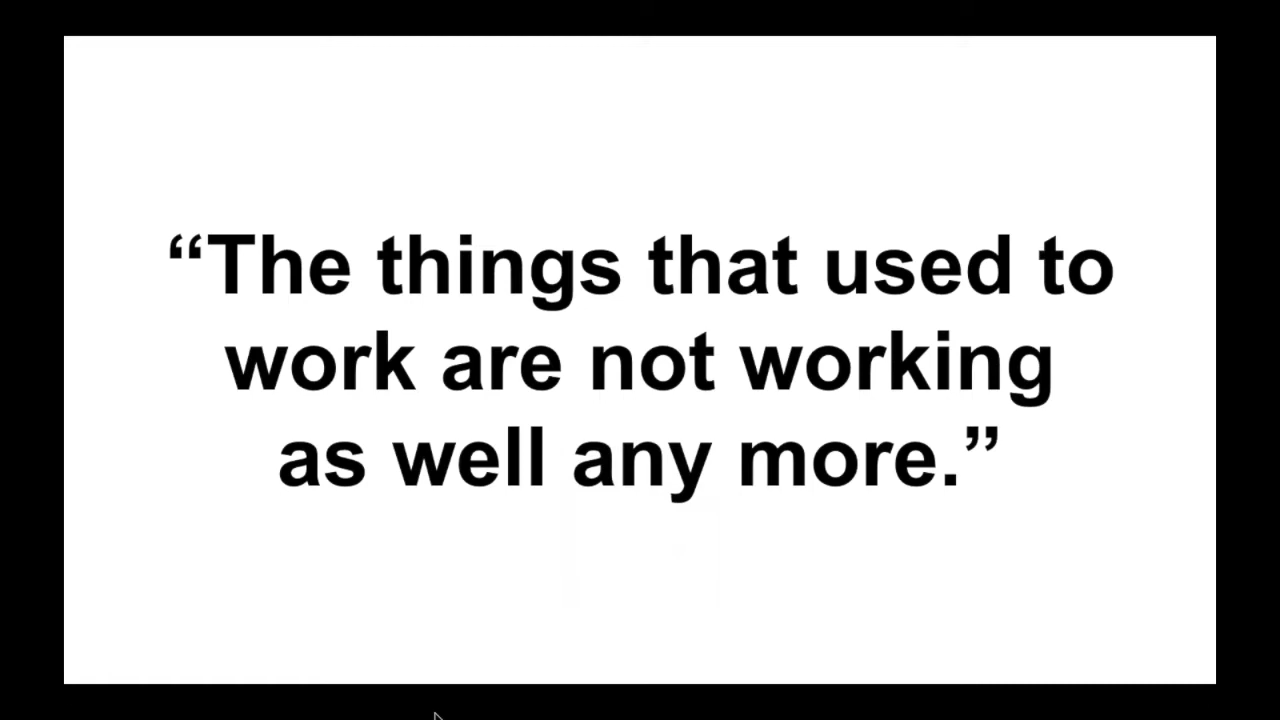 “The things that used to
work are not working
as well any more.”